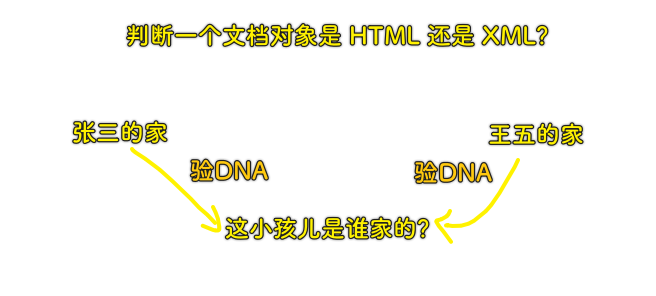 判断一个文档对象是 HTML 还是 XML?
张三的家
王五的家
验DNA
验DNA
这小孩儿是谁家的?